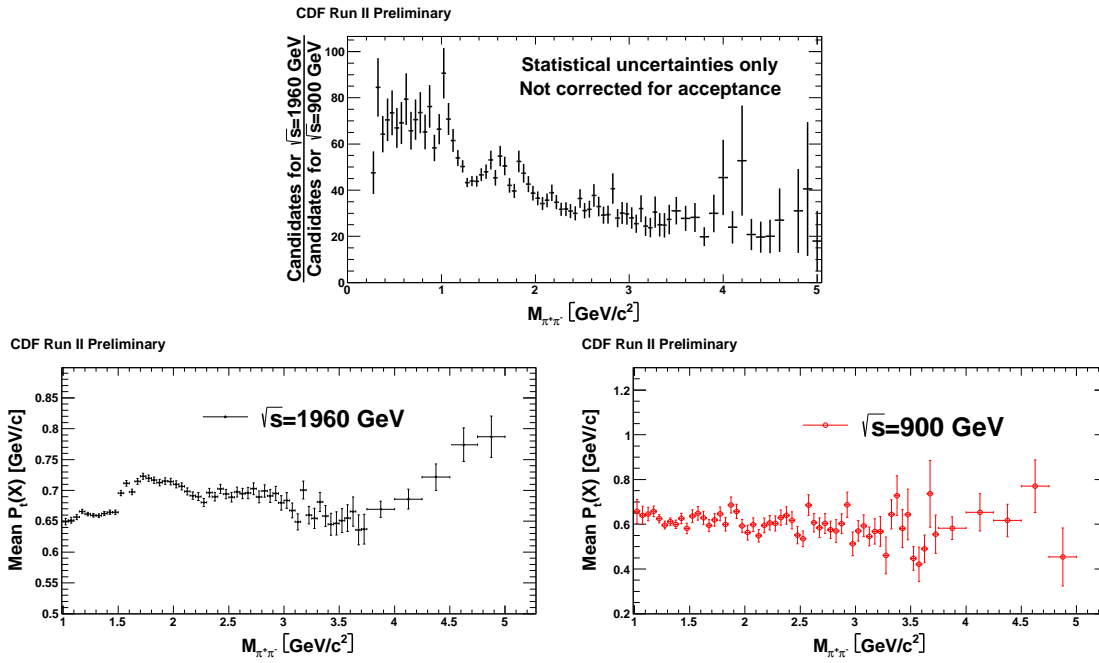 CDF Run II Preliminary
Candidates for √s=1960 GeV
Candidates for √s=900 GeV
100
80
60
40
20
0
Statistical uncertainties only
Not corrected for acceptance
0 1 2 3 4 5
M_{π⁺π⁻} [GeV/c²]
CDF Run II Preliminary
Mean P_t(X) [GeV/c]
0.85
0.8
0.75
0.7
0.65
0.6
0.55
0.5
√s=1960 GeV
1 1.5 2 2.5 3 3.5 4 4.5 5
M_{π⁺π⁻} [GeV/c²]
CDF Run II Preliminary
Mean P_t(X) [GeV/c]
1.2
1
0.8
0.6
0.4
0.2
√s=900 GeV
1 1.5 2 2.5 3 3.5 4 4.5 5
M_{π⁺π⁻} [GeV/c²]